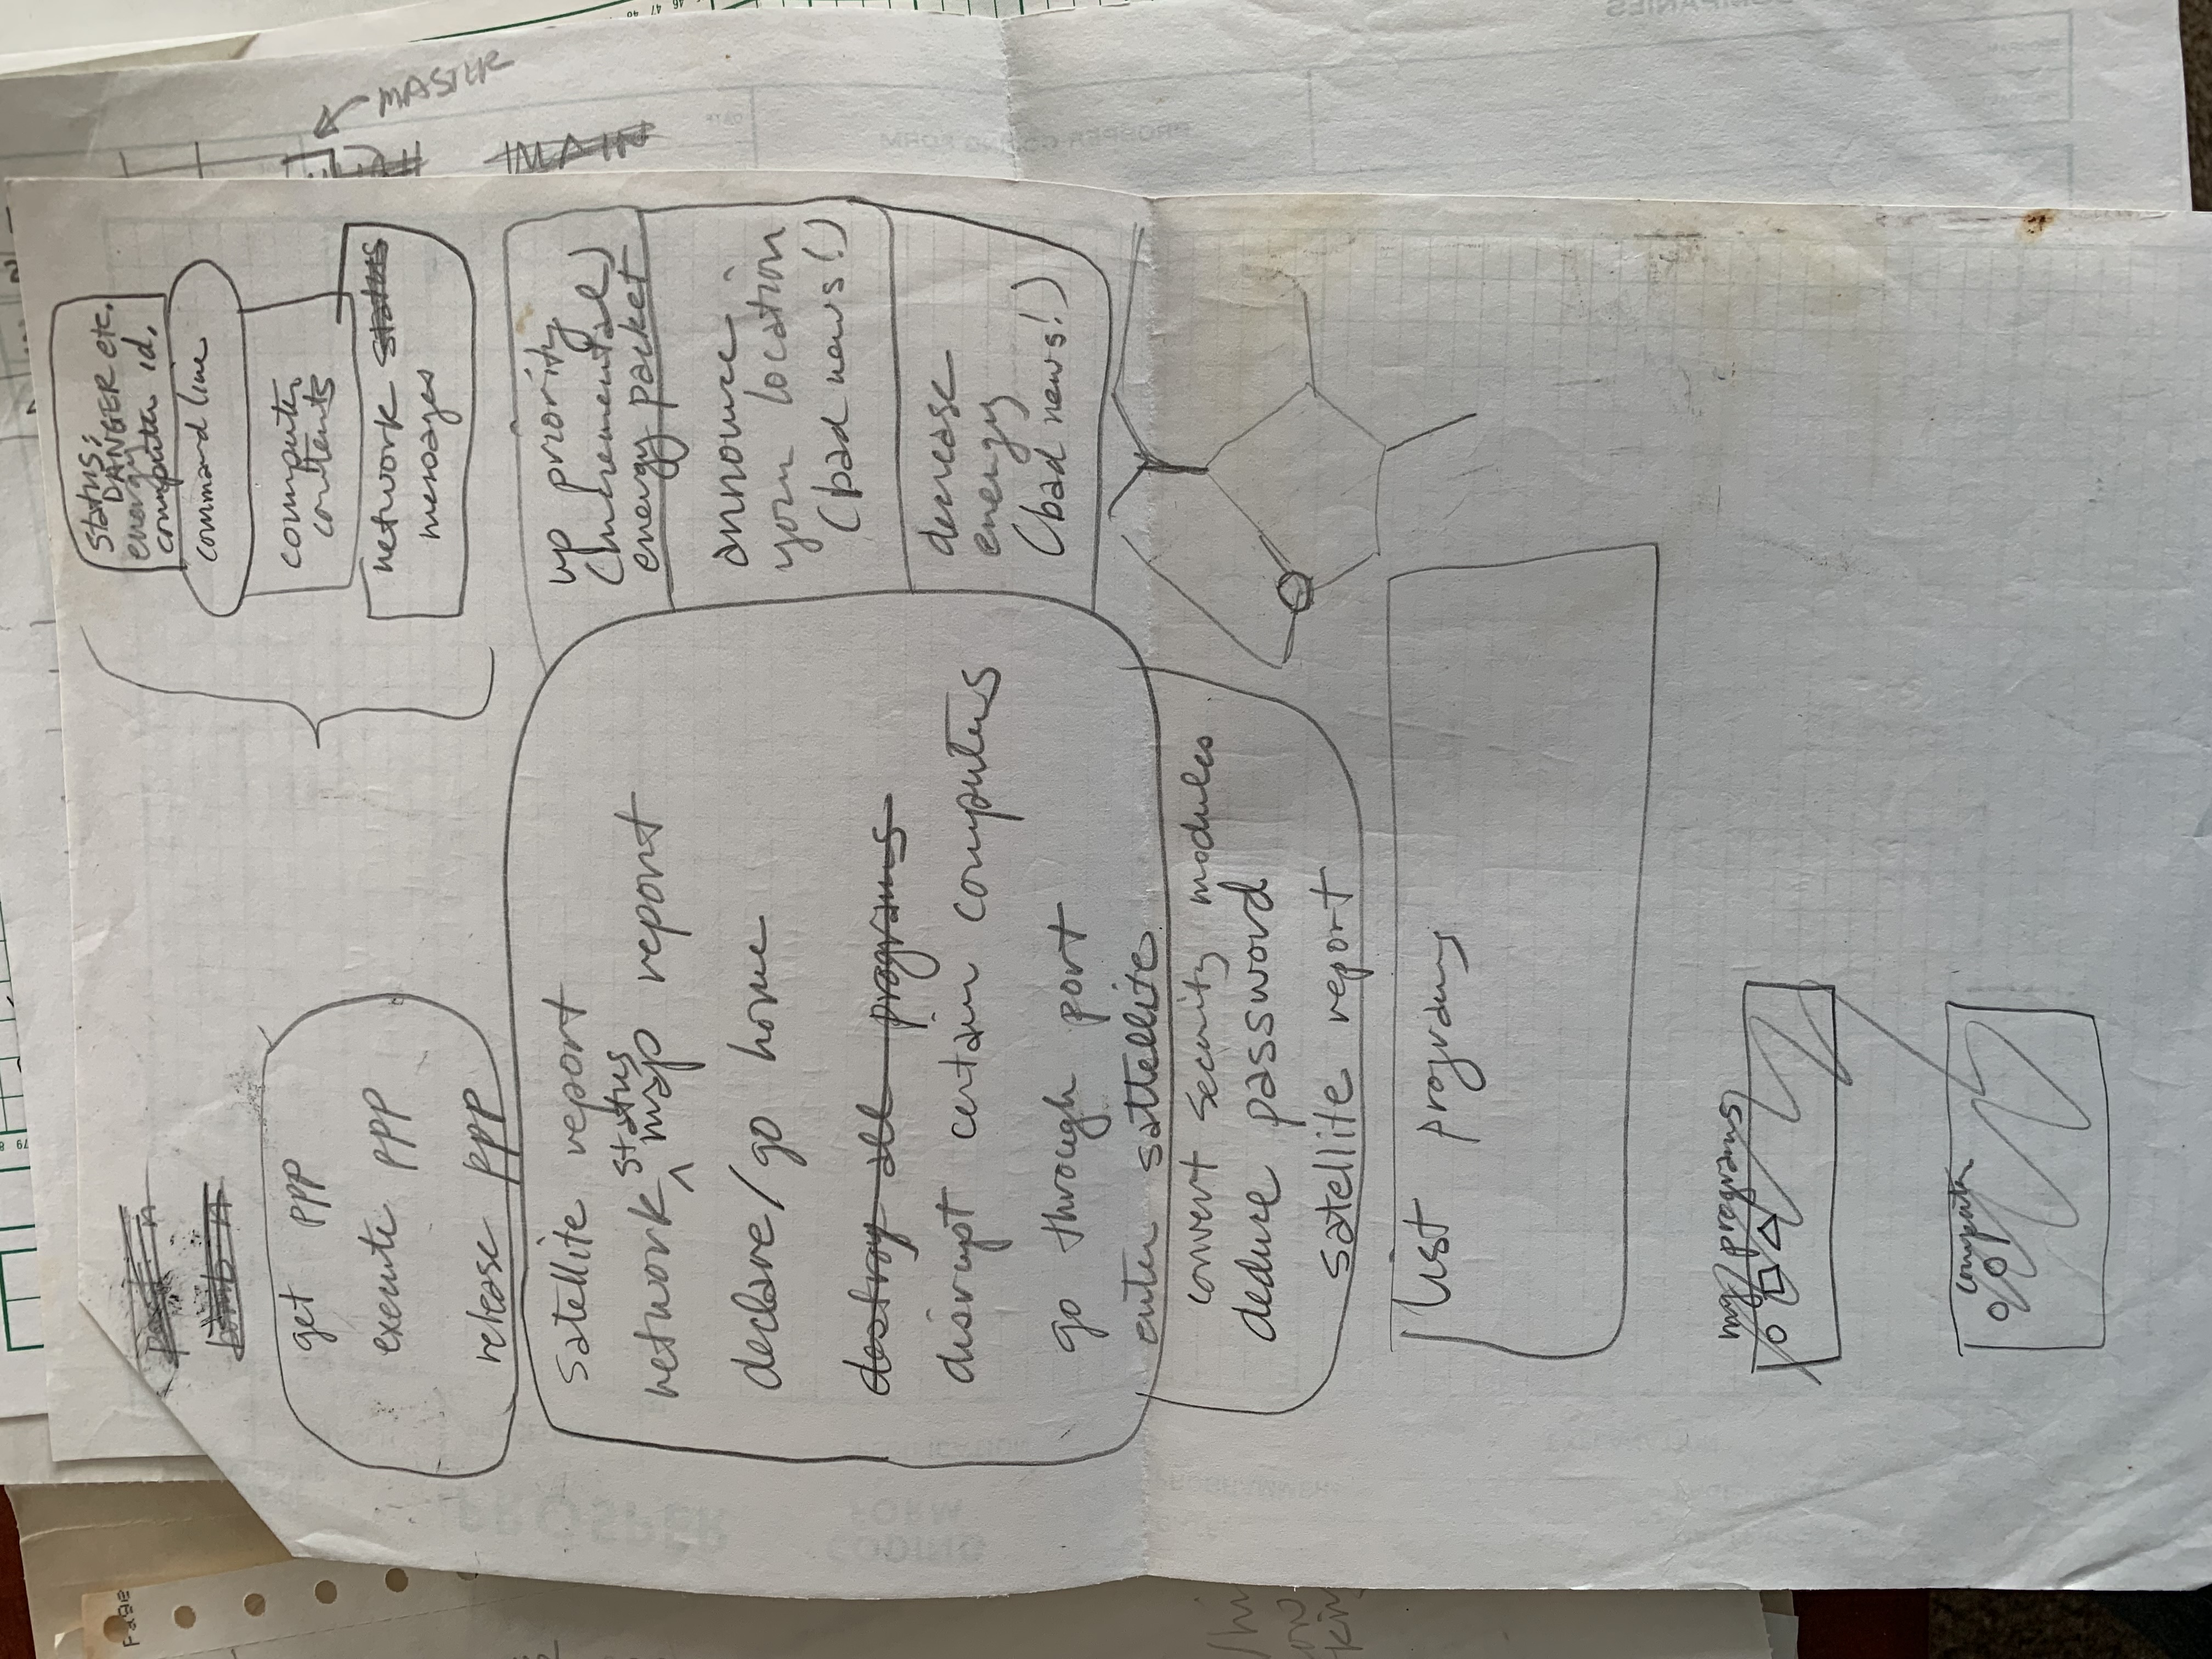 Page
port n
bomb n
get ppp
execute ppp
release ppp
status:
DANGER etc.
energy
computer id.
command line
computer
contents
network status
messages
MASSIVE
satellite report
network status map report
declare/go home
destroy all programs
disrupt certain computers
go through port
enter sattellite
convert security modules
deduce password
satellite report
up priority
(incremental)
energy packet
announce
your location
(bad news!)
decrease
energy
(bad news!)
list programs
my programs
computer